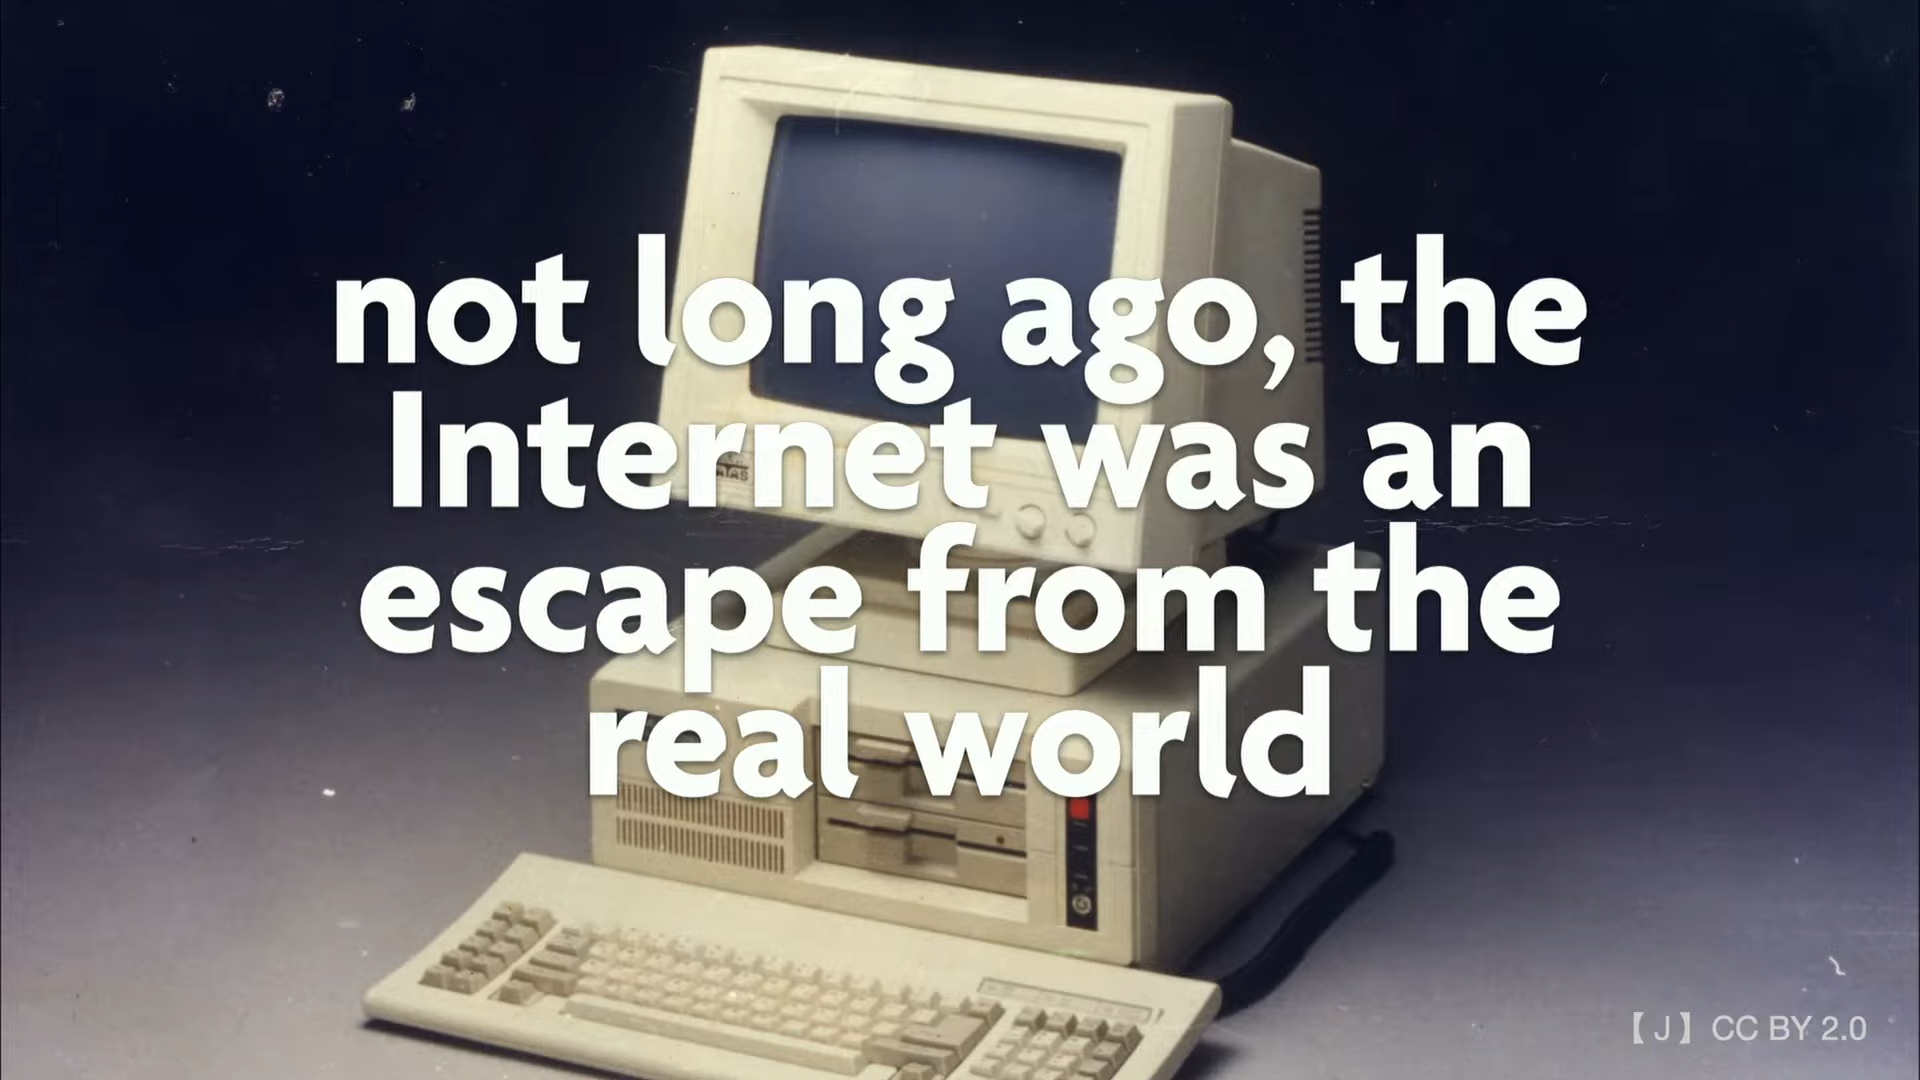 not long ago, the
Internet was an
escape from the
real world
【J】CC BY 2.0